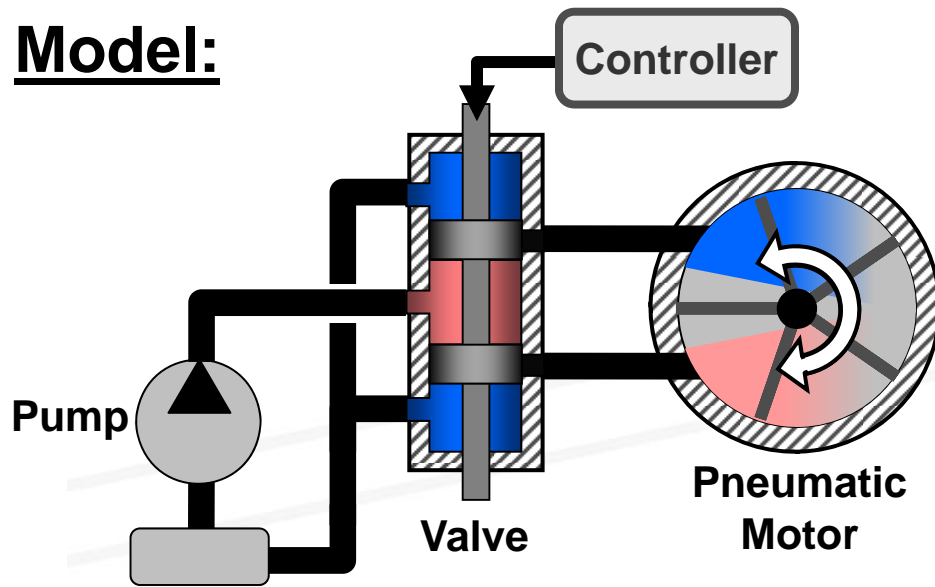 Model:
Controller
Pump
Valve
Pneumatic
Motor